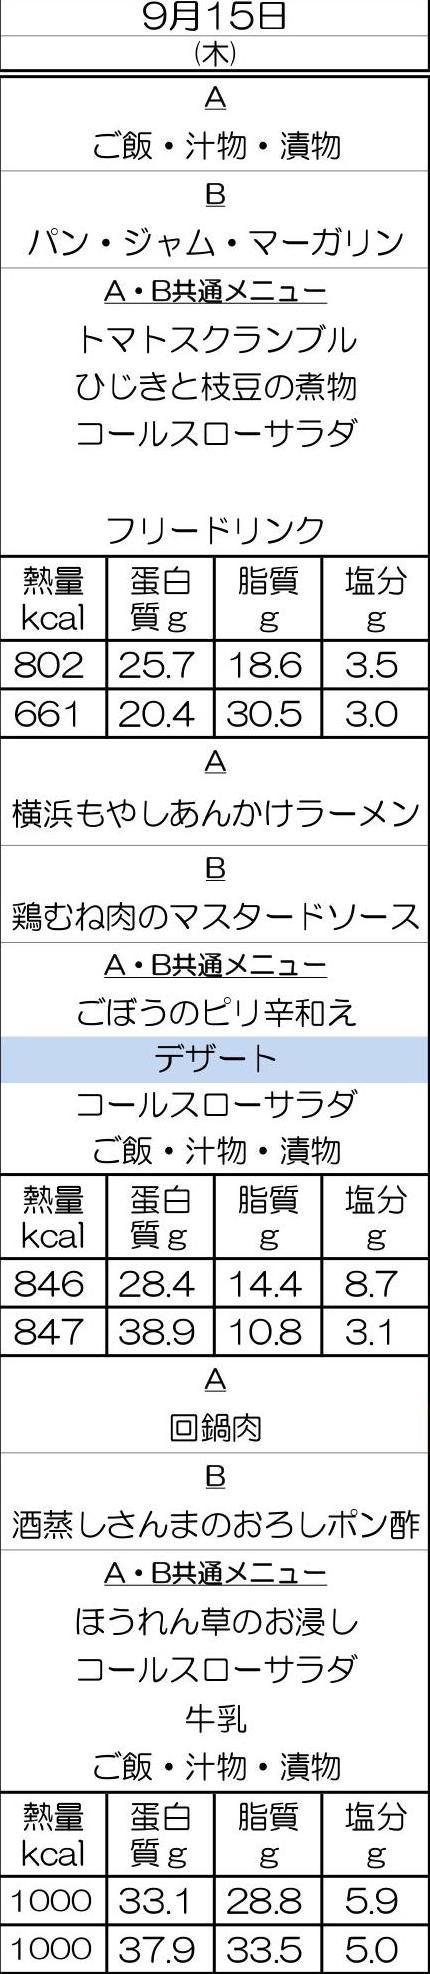 9月15日
(木)
A
ご飯・汁物・漬物
B
パン・ジャム・マーガリン
A・B共通メニュー
トマトスクランブル
ひじきと枝豆の煮物
コールスローサラダ
フリードリンク
熱量 蛋白 脂質 塩分
kcal 質g g g
802 25.7 18.6 3.5
661 20.4 30.5 3.0
A
横浜もやしあんかけラーメン
B
鶏むね肉のマスタードソース
A・B共通メニュー
ごぼうのピリ辛和え
デザート
コールスローサラダ
ご飯・汁物・漬物
熱量 蛋白 脂質 塩分
kcal 質g g g
846 28.4 14.4 8.7
847 38.9 10.8 3.1
A
回鍋肉
B
酒蒸しさんまのおろしポン酢
A・B共通メニュー
ほうれん草のお浸し
コールスローサラダ
牛乳
ご飯・汁物・漬物
熱量 蛋白 脂質 塩分
kcal 質g g g
1000 33.1 28.8 5.9
1000 37.9 33.5 5.0